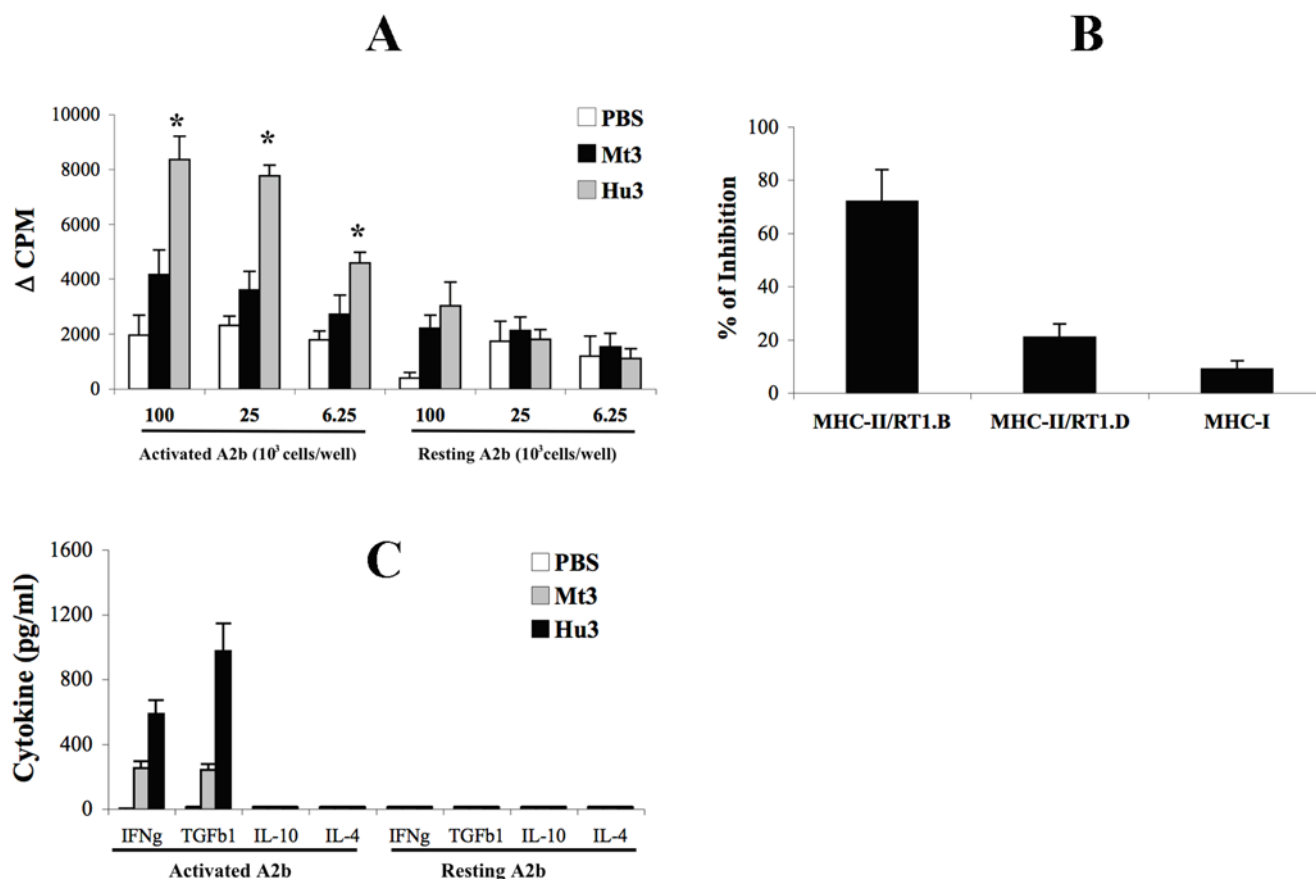 A
10000
8000
6000
4000
2000
0
Δ CPM
* * *
PBS
Mt3
Hu3
100 25 6.25 100 25 6.25
Activated A2b (10³ cells/well) Resting A2b (10³cells/well)
B
100
80
60
40
20
0
% of Inhibition
MHC-II/RT1.B MHC-II/RT1.D MHC-I
C
1600
1200
800
400
0
Cytokine (pg/ml)
PBS
Mt3
Hu3
IFNg TGFb1 IL-10 IL-4 IFNg TGFb1 IL-10 IL-4
Activated A2b Resting A2b